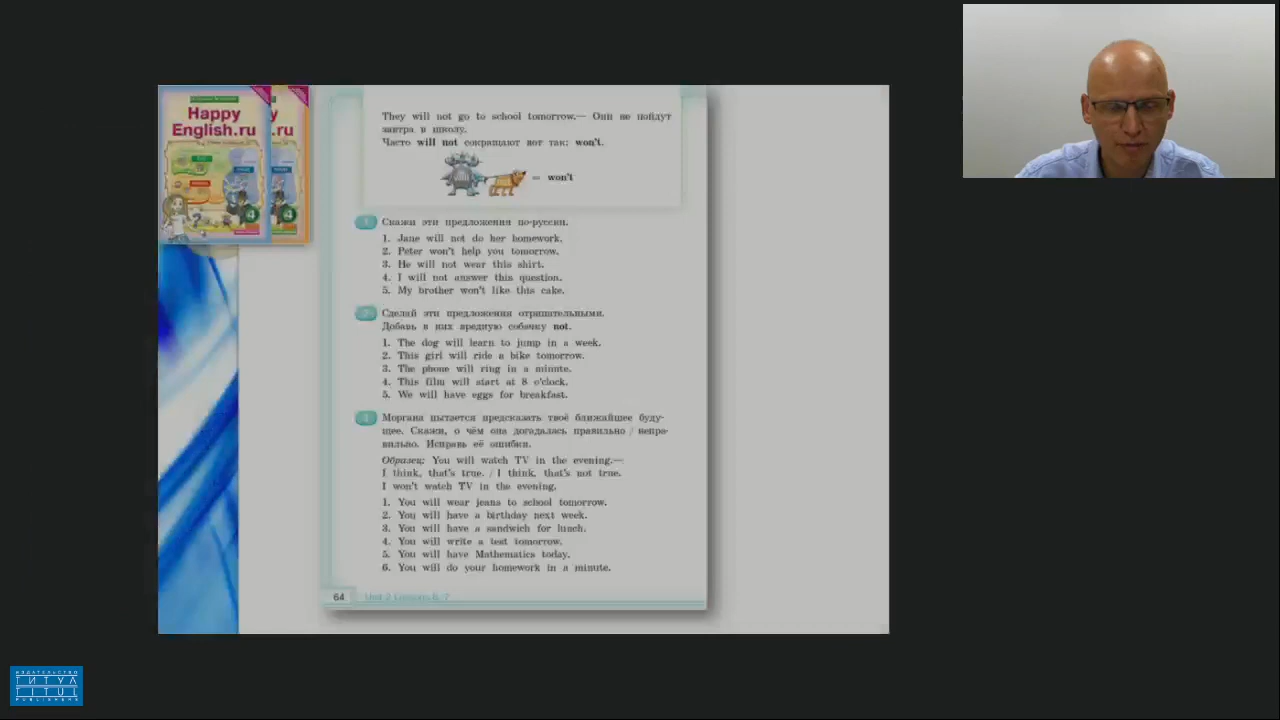 Happy
English.ru
They will not go to school tomorrow.— Они не пойдут
завтра в школу.
Часто will not сокращают вот так: won't.
= won't
1 Скажи эти предложения по-русски.
1. Jane will not do her homework.
2. Peter won't help you tomorrow.
3. He will not wear this shirt.
4. I will not answer this question.
5. My brother won't like this cake.
2 Сделай эти предложения отрицательными.
Добавь в них вредную собачку not.
1. The dog will learn to jump in a week.
2. This girl will ride a bike tomorrow.
3. The phone will ring in a minute.
4. This film will start at 8 o'clock.
5. We will have eggs for breakfast.
3 Моргана пытается предсказать твоё ближайшее буду-
щее. Скажи, о чём она догадалась правильно / непра-
вильно. Исправь её ошибки.
Образец: You will watch TV in the evening.—
I think, that's true. / I think, that's not true.
I won't watch TV in the evening.
1. You will wear jeans to school tomorrow.
2. You will have a birthday next week.
3. You will have a sandwich for lunch.
4. You will write a test tomorrow.
5. You will have Mathematics today.
6. You will do your homework in a minute.
64
ИЗДАТЕЛЬСТВО
ТИТУЛ
TITUL
PUBLISHERS